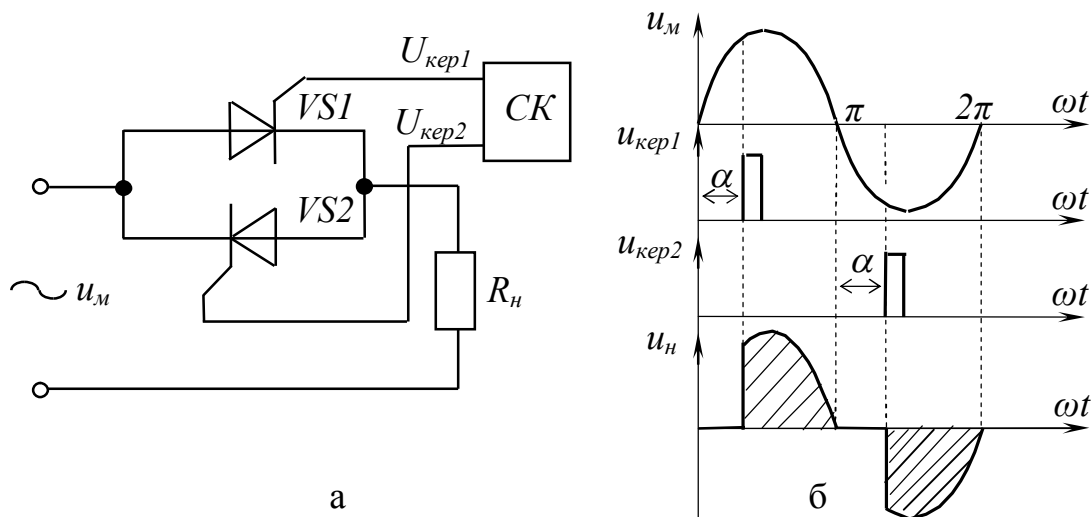 U_кер1
СК
VS1
U_кер2
VS2
u_м
R_н
а
u_м
π
2π
ωt
u_кер1
α
ωt
u_кер2
α
ωt
u_н
ωt
б